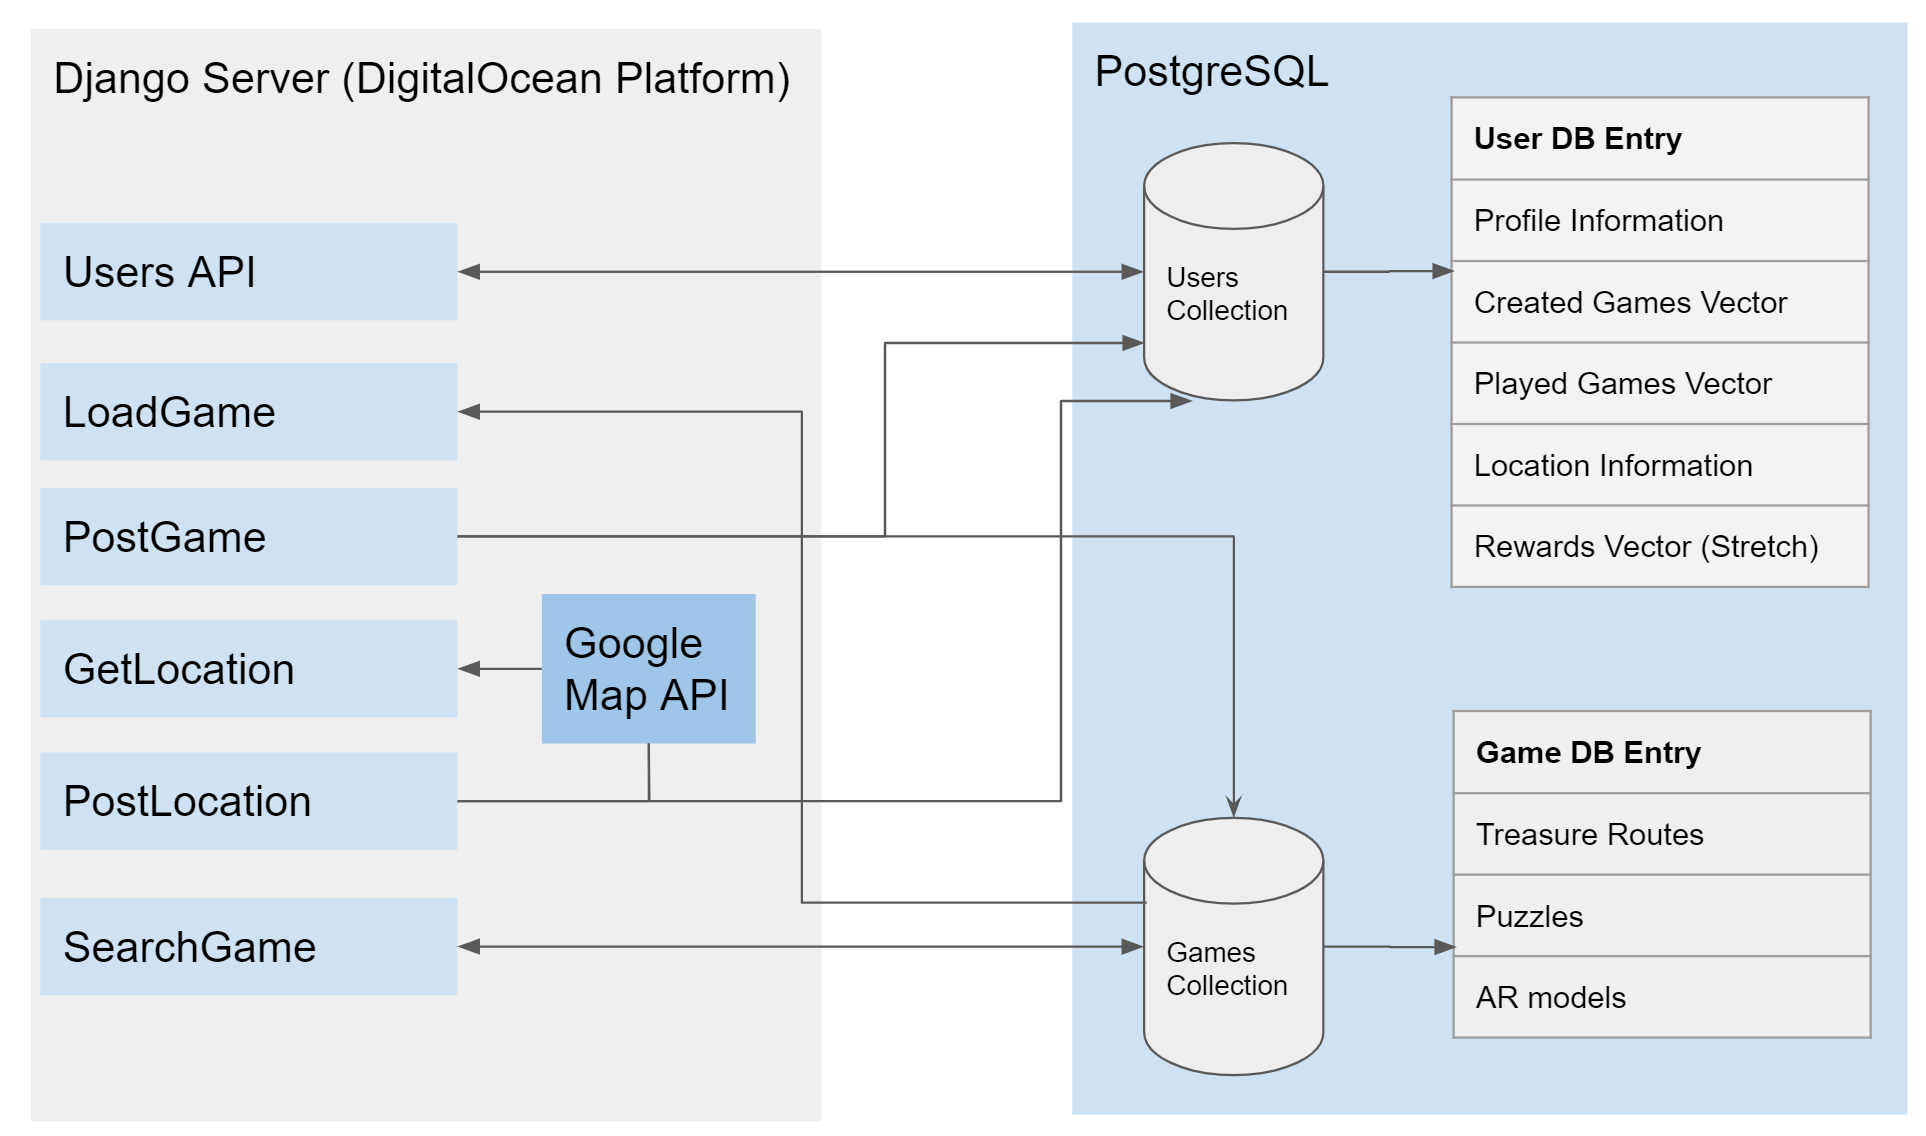 Django Server (DigitalOcean Platform)
Users API
LoadGame
PostGame
GetLocation
Google
Map API
PostLocation
SearchGame
PostgreSQL
Users
Collection
User DB Entry
Profile Information
Created Games Vector
Played Games Vector
Location Information
Rewards Vector (Stretch)
Games
Collection
Game DB Entry
Treasure Routes
Puzzles
AR models